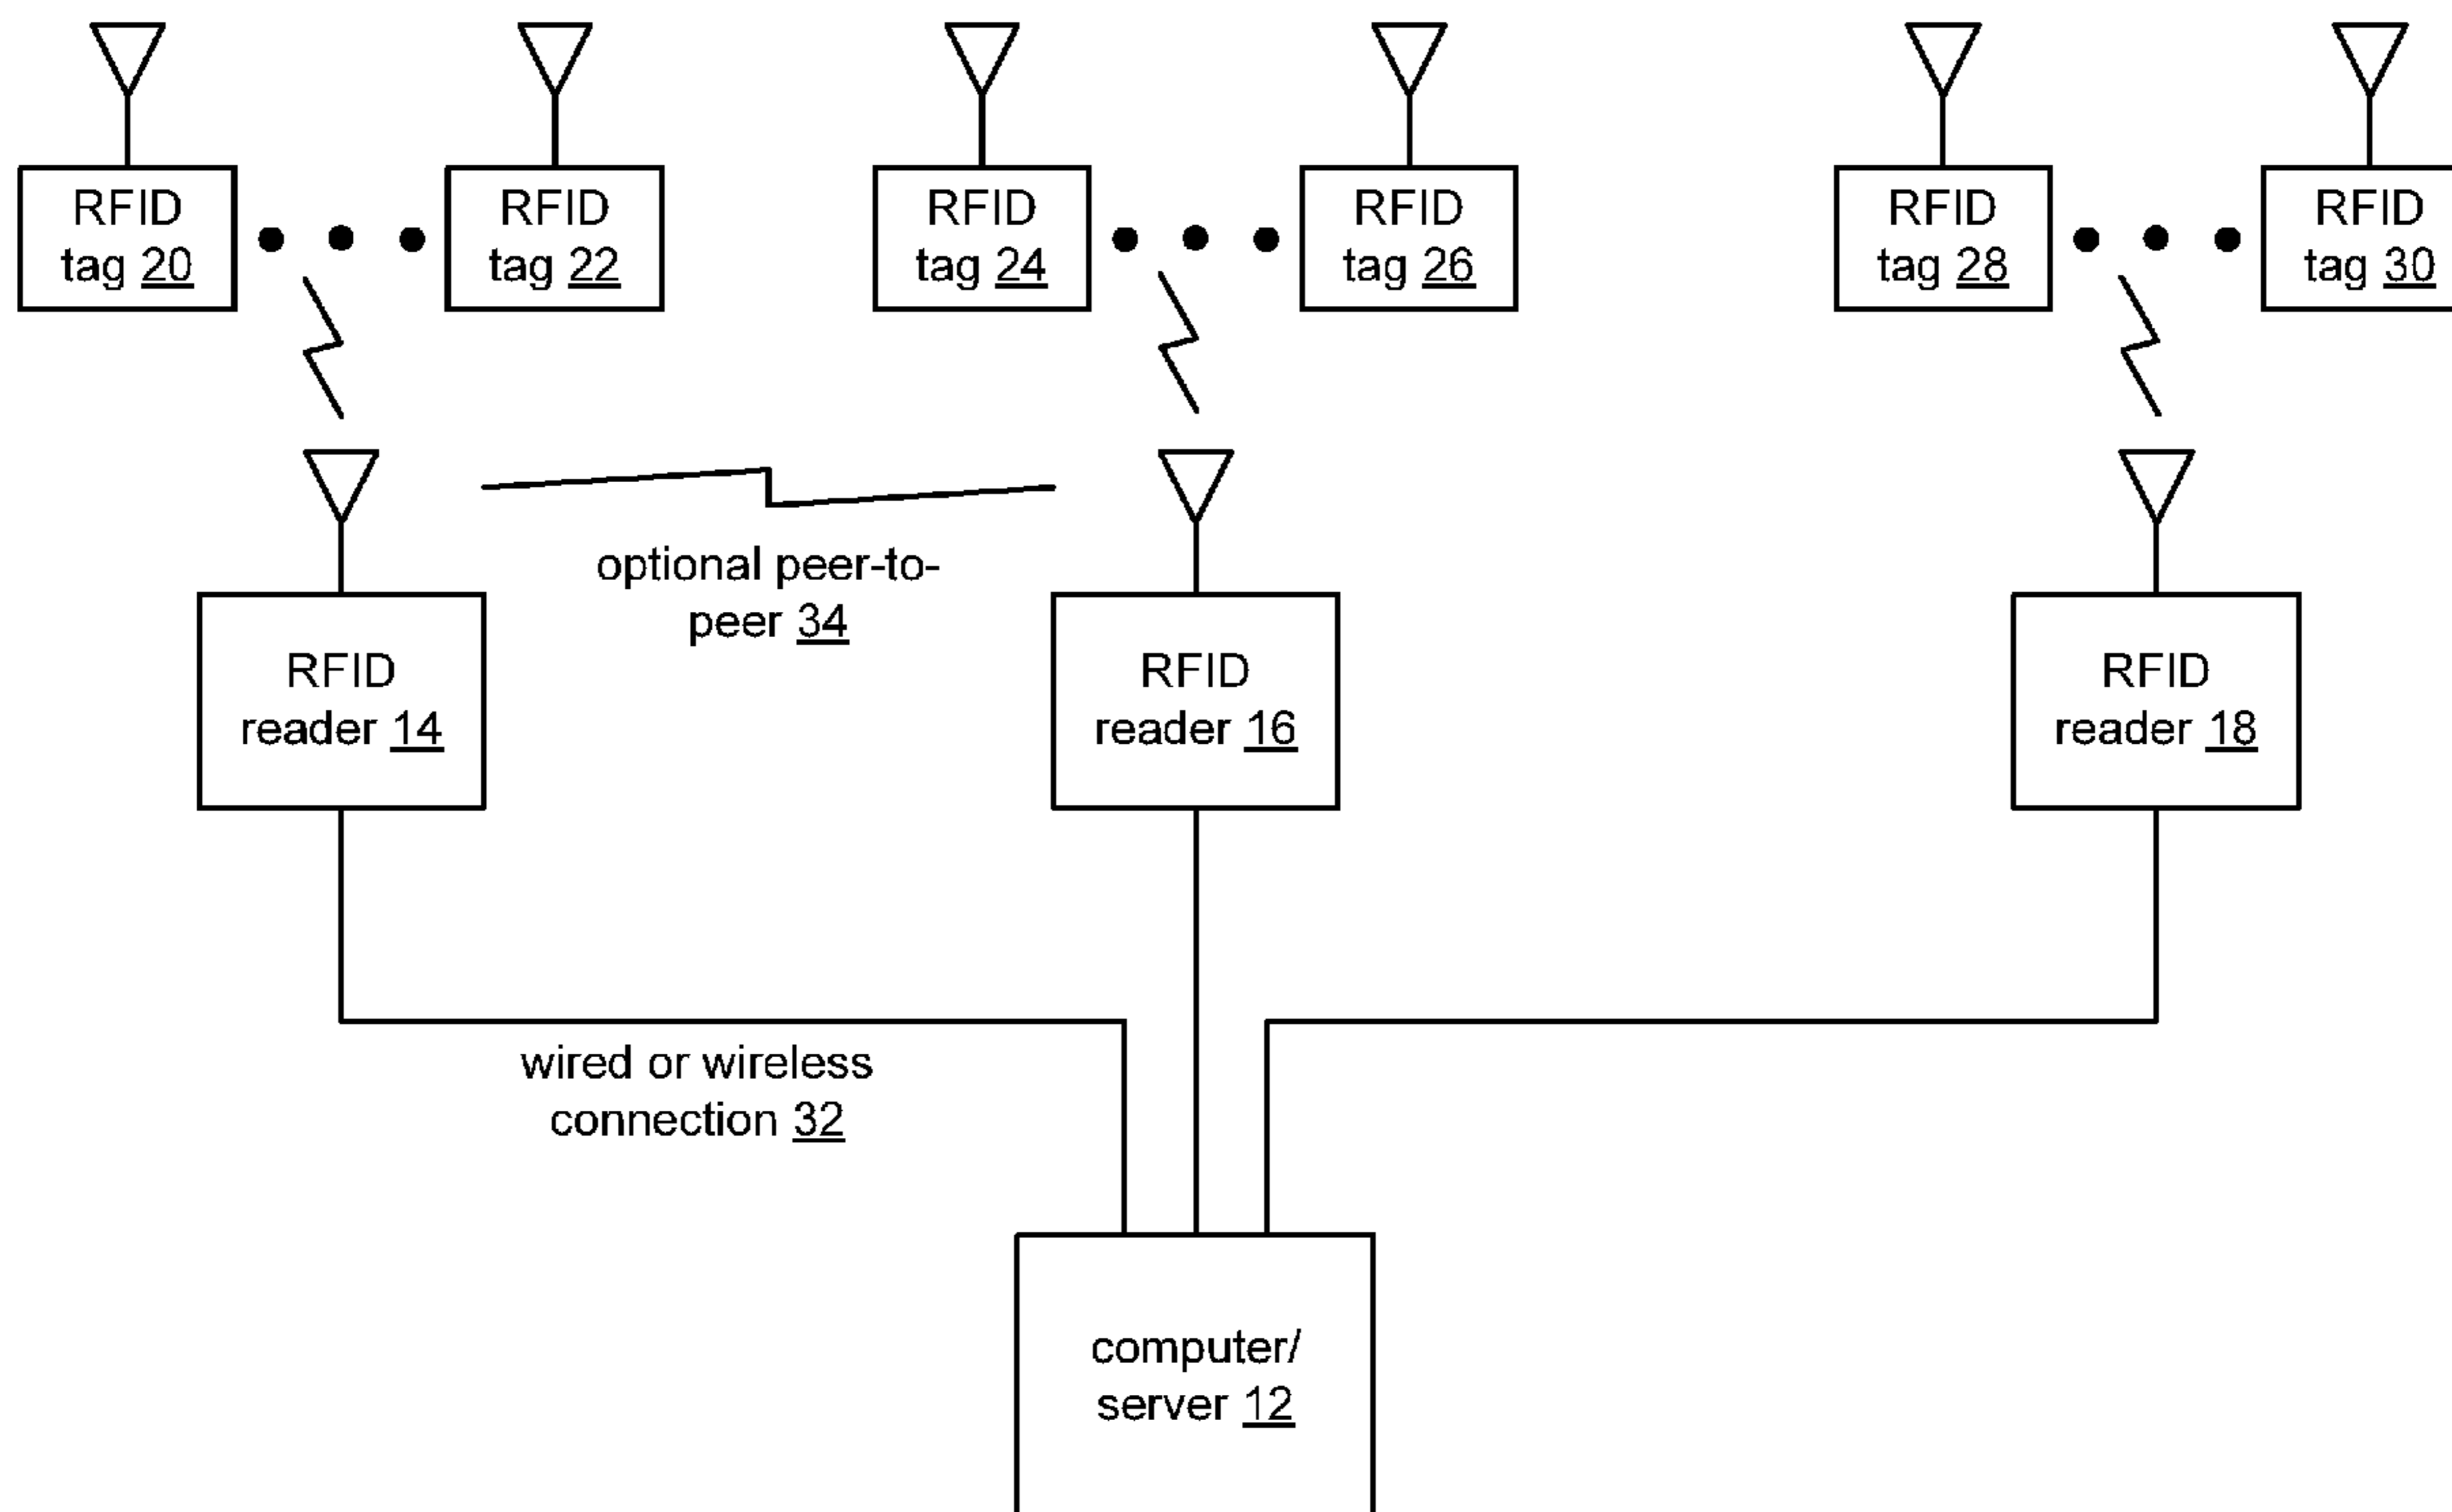 RFID
tag 20
RFID
tag 22
RFID
tag 24
RFID
tag 26
RFID
tag 28
RFID
tag 30
optional peer-to-
peer 34
RFID
reader 14
RFID
reader 16
RFID
reader 18
wired or wireless
connection 32
computer/
server 12